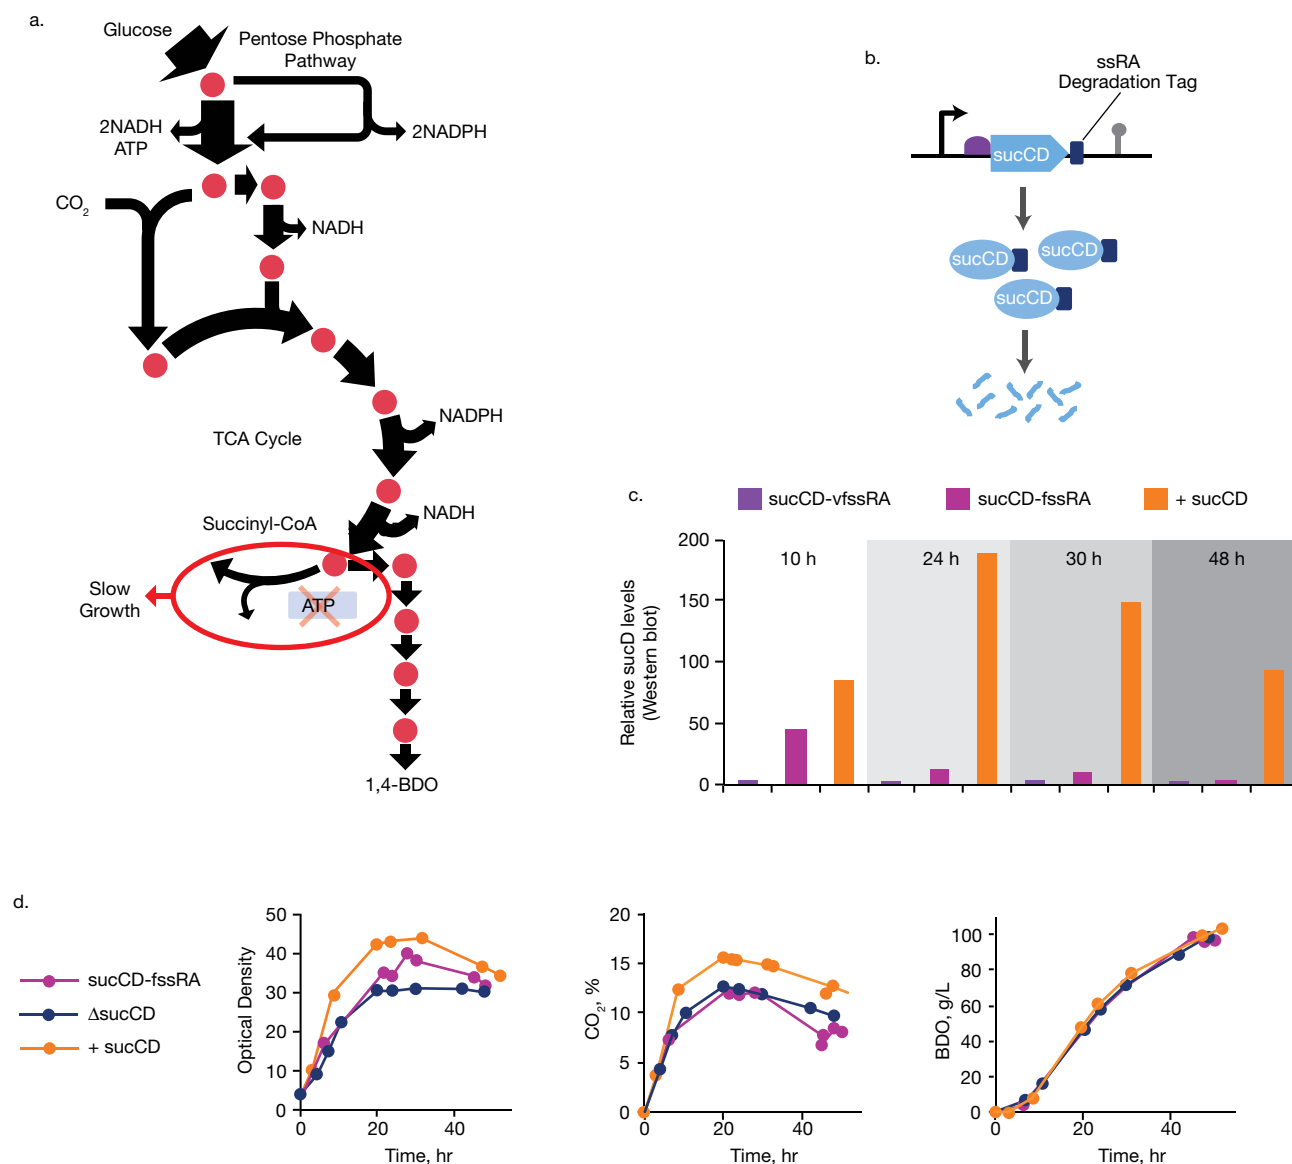 a.
Glucose
Pentose Phosphate
Pathway
2NADH
ATP
2NADPH
CO2
NADH
NADPH
TCA Cycle
NADH
Succinyl-CoA
Slow
Growth
ATP
1,4-BDO
b.
ssRA
Degradation Tag
sucCD
sucCD
sucCD
sucCD
c.
sucCD-vfssRA
sucCD-fssRA
+ sucCD
Relative sucD levels
(Western blot)
200
150
100
50
0
10 h
24 h
30 h
48 h
d.
sucCD-fssRA
ΔsucCD
+ sucCD
Optical Density
50
40
30
20
10
0
0
20
40
Time, hr
CO2, %
20
15
10
5
0
0
20
40
Time, hr
BDO, g/L
100
80
60
40
20
0
0
20
40
Time, hr